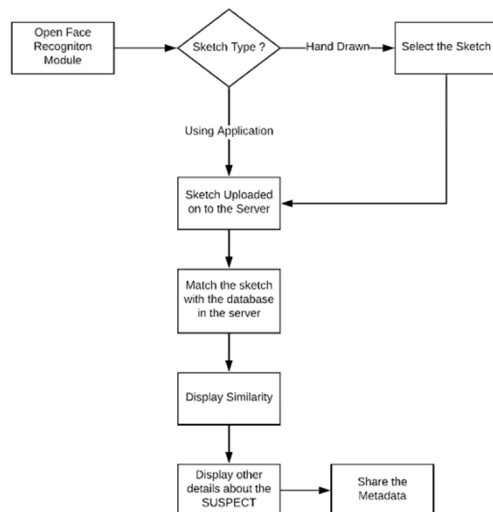 Open Face
Recogniton
Module
Sketch Type ?
Hand Drawn
Select the Sketch
Using Application
Sketch Uploaded
on to the Server
Match the sketch
with the database
in the server
Display Similarity
Display other
details about the
SUSPECT
Share the
Metadata